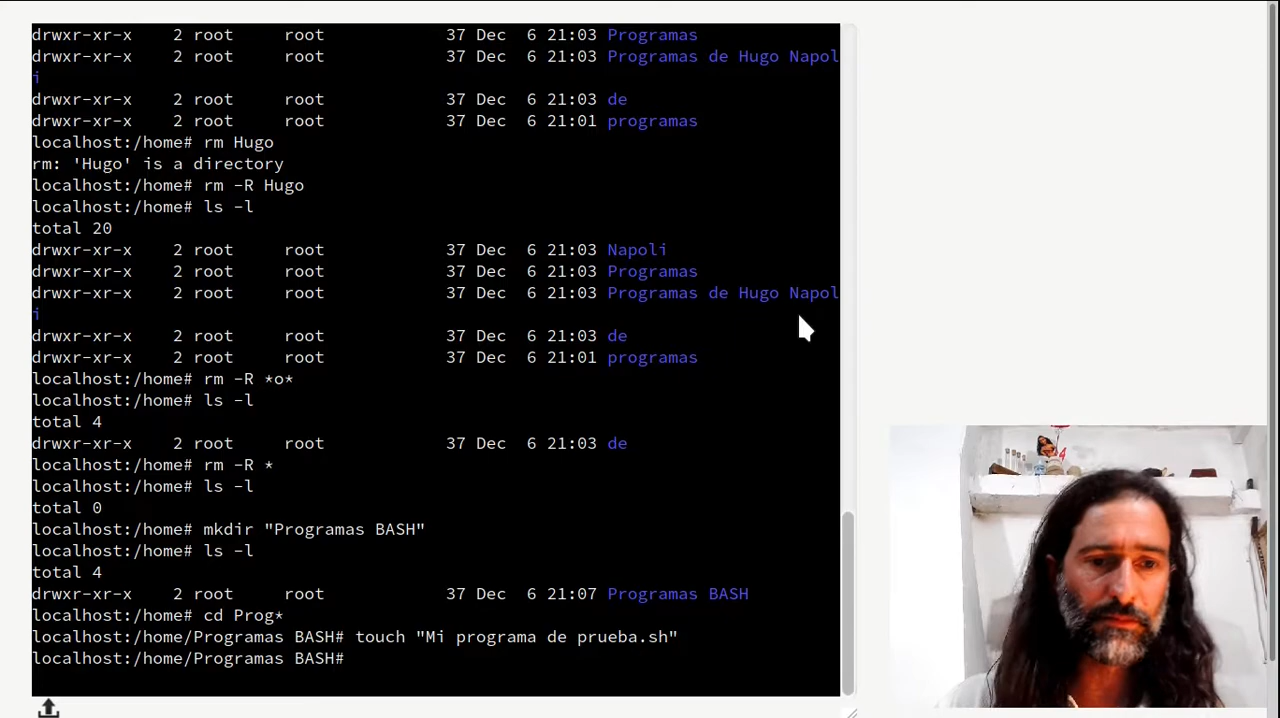 drwxr-xr-x 2 root root 37 Dec 6 21:03 Programas
drwxr-xr-x 2 root root 37 Dec 6 21:03 Programas de Hugo Napol
i
drwxr-xr-x 2 root root 37 Dec 6 21:03 de
drwxr-xr-x 2 root root 37 Dec 6 21:01 programas
localhost:/home# rm Hugo
rm: 'Hugo' is a directory
localhost:/home# rm -R Hugo
localhost:/home# ls -l
total 20
drwxr-xr-x 2 root root 37 Dec 6 21:03 Napoli
drwxr-xr-x 2 root root 37 Dec 6 21:03 Programas
drwxr-xr-x 2 root root 37 Dec 6 21:03 Programas de Hugo Napol
i
drwxr-xr-x 2 root root 37 Dec 6 21:03 de
drwxr-xr-x 2 root root 37 Dec 6 21:01 programas
localhost:/home# rm -R *o*
localhost:/home# ls -l
total 4
drwxr-xr-x 2 root root 37 Dec 6 21:03 de
localhost:/home# rm -R *
localhost:/home# ls -l
total 0
localhost:/home# mkdir "Programas BASH"
localhost:/home# ls -l
total 4
drwxr-xr-x 2 root root 37 Dec 6 21:07 Programas BASH
localhost:/home# cd Prog*
localhost:/home/Programas BASH# touch "Mi programa de prueba.sh"
localhost:/home/Programas BASH#